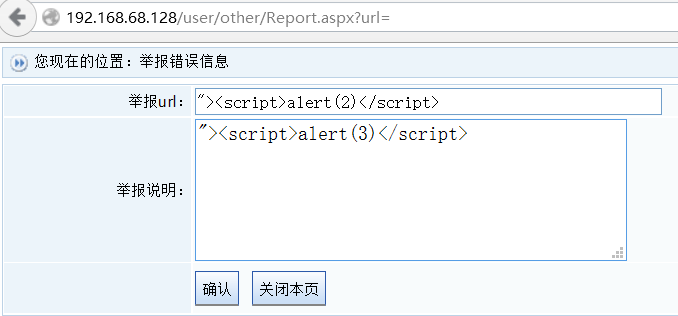 192.168.68.128/user/other/Report.aspx?url=
您现在的位置：举报错误信息
举报url： "><script>alert(2)</script>
"><script>alert(3)</script>
举报说明：
确认 关闭本页